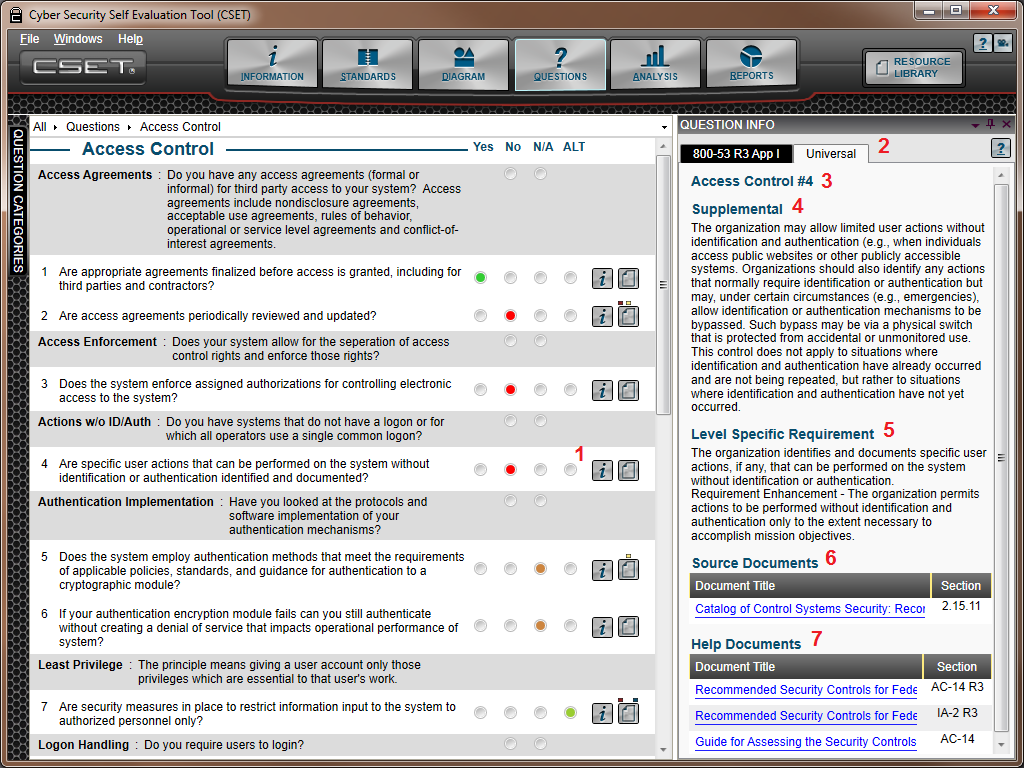 Cyber Security Self Evaluation Tool (CSET)
File Windows Help
CSET
INFORMATION
STANDARDS
DIAGRAM
?
QUESTIONS
ANALYSIS
REPORTS
RESOURCE
LIBRARY
?
QUESTION CATEGORIES
All Questions Access Control
Access Control Yes No N/A ALT
Access Agreements : Do you have any access agreements (formal or
informal) for third party access to your system? Access
agreements include nondisclosure agreements,
acceptable use agreements, rules of behavior,
operational or service level agreements and conflict-of-
interest agreements.
1 Are appropriate agreements finalized before access is granted, including for
third parties and contractors?
2 Are access agreements periodically reviewed and updated?
Access Enforcement : Does your system allow for the seperation of access
control rights and enforce those rights?
3 Does the system enforce assigned authorizations for controlling electronic
access to the system?
Actions w/o ID/Auth : Do you have systems that do not have a logon or for
which all operators use a single common logon?
1
4 Are specific user actions that can be performed on the system without
identification or authentication identified and documented?
Authentication Implementation : Have you looked at the protocols and
software implementation of your
authentication mechanisms?
5 Does the system employ authentication methods that meet the requirements
of applicable policies, standards, and guidance for authentication to a
cryptographic module?
6 If your authentication encryption module fails can you still authenticate
without creating a denial of service that impacts operational performance of
system?
Least Privilege : The principle means giving a user account only those
privileges which are essential to that user's work.
7 Are security measures in place to restrict information input to the system to
authorized personnel only?
Logon Handling : Do you require users to login?
QUESTION INFO
800-53 R3 App I Universal 2
?
Access Control #4 3
Supplemental 4
The organization may allow limited user actions without
identification and authentication (e.g., when individuals
access public websites or other publicly accessible
systems. Organizations should also identify any actions
that normally require identification or authentication but
may, under certain circumstances (e.g., emergencies),
allow identification or authentication mechanisms to be
bypassed. Such bypass may be via a physical switch
that is protected from accidental or unmonitored use.
This control does not apply to situations where
identification and authentication have already occurred
and are not being repeated, but rather to situations
where identification and authentication have not yet
occurred.
Level Specific Requirement 5
The organization identifies and documents specific user
actions, if any, that can be performed on the system
without identification or authentication.
Requirement Enhancement - The organization permits
actions to be performed without identification and
authentication only to the extent necessary to
accomplish mission objectives.
Source Documents 6
Document Title Section
Catalog of Control Systems Security: Recor 2.15.11
Help Documents 7
Document Title Section
Recommended Security Controls for Fede AC-14 R3
Recommended Security Controls for Fede IA-2 R3
Guide for Assessing the Security Controls AC-14